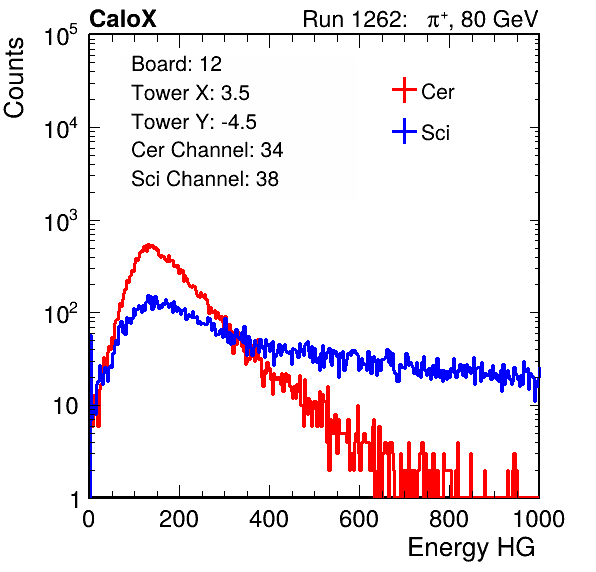 CaloX Run 1262: π⁺, 80 GeV
Counts
Board: 12
Tower X: 3.5
Tower Y: -4.5
Cer Channel: 34
Sci Channel: 38
Cer
Sci
10⁵
10⁴
10³
10²
10
1
0 200 400 600 800 1000
Energy HG